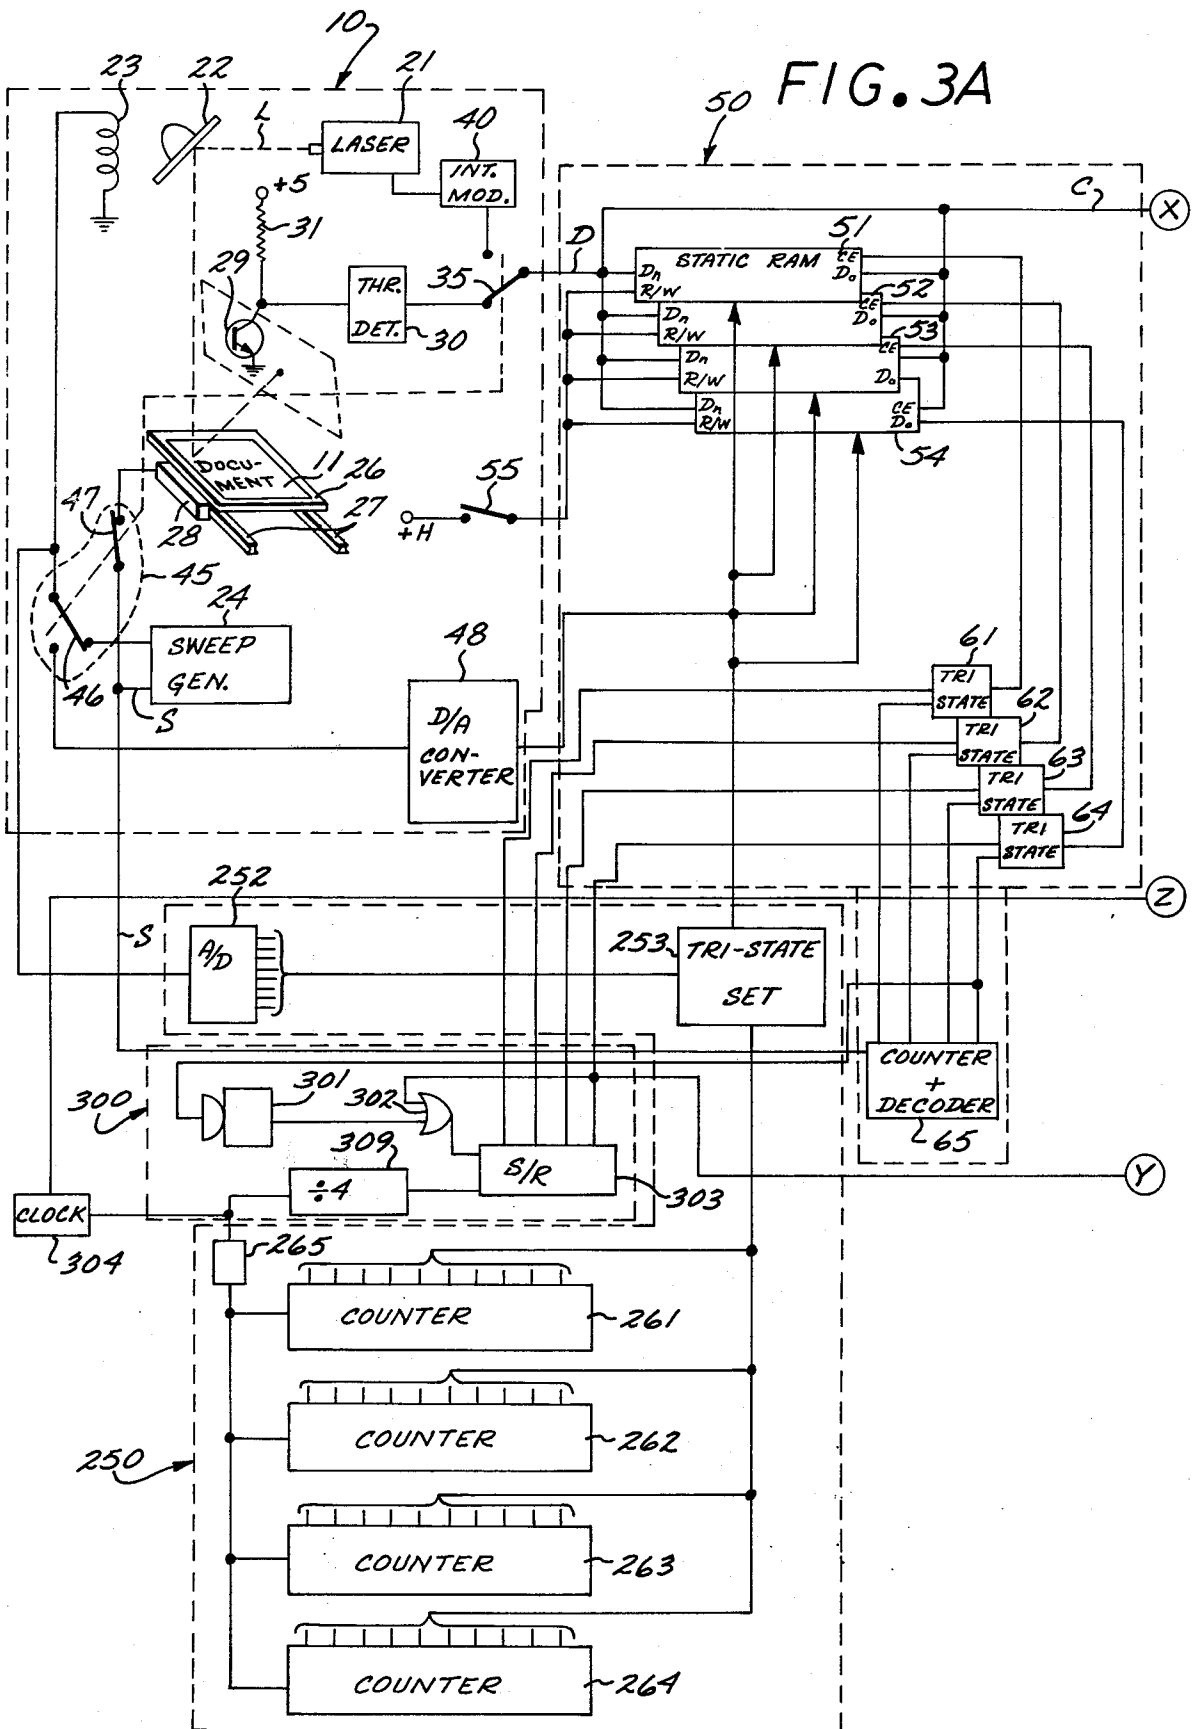 FIG. 3A
10
23
22
21
L
LASER
40
INT.
MOD.
+5
31
29
THR.
DET.
30
35
D
50
C
X
51
STATIC RAM
CE
Dn
Do
R/W
52
CE
Dn
Do
R/W
53
CE
Dn
R/W
Do
Dn
CE
R/W
Do
54
DOCU-
MENT
11
26
27
28
55
+H
47
45
46
24
SWEEP
GEN.
S
48
D/A
CON-
VERTER
61
TRI
STATE
62
TRI
STATE
63
TRI
STATE
64
TRI
STATE
Z
252
A/D
S
253
TRI-STATE
SET
COUNTER
+
DECODER
65
300
301
302
309
÷4
S/R
303
Y
CLOCK
304
265
COUNTER
261
COUNTER
262
250
COUNTER
263
COUNTER
264